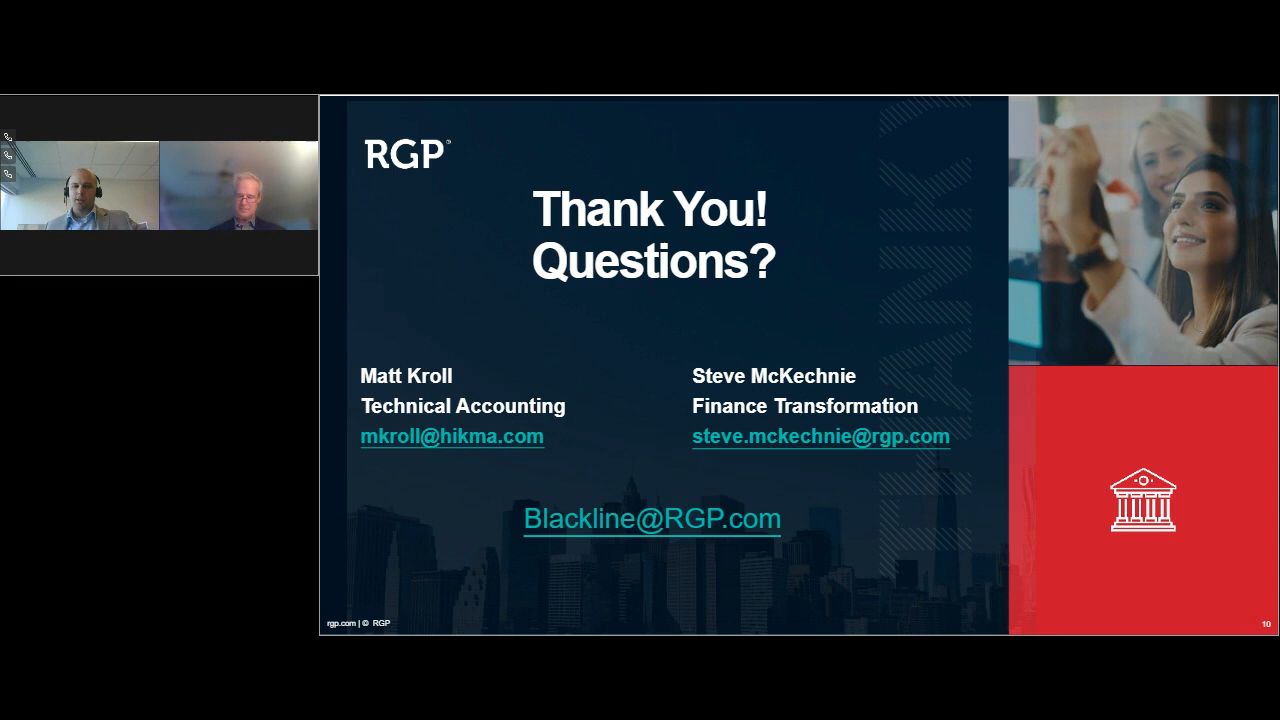 RGP®
Thank You!
Questions?
Matt Kroll
Technical Accounting
mkroll@hikma.com
Steve McKechnie
Finance Transformation
steve.mckechnie@rgp.com
Blackline@RGP.com
THANK
rgp.com | © RGP
10